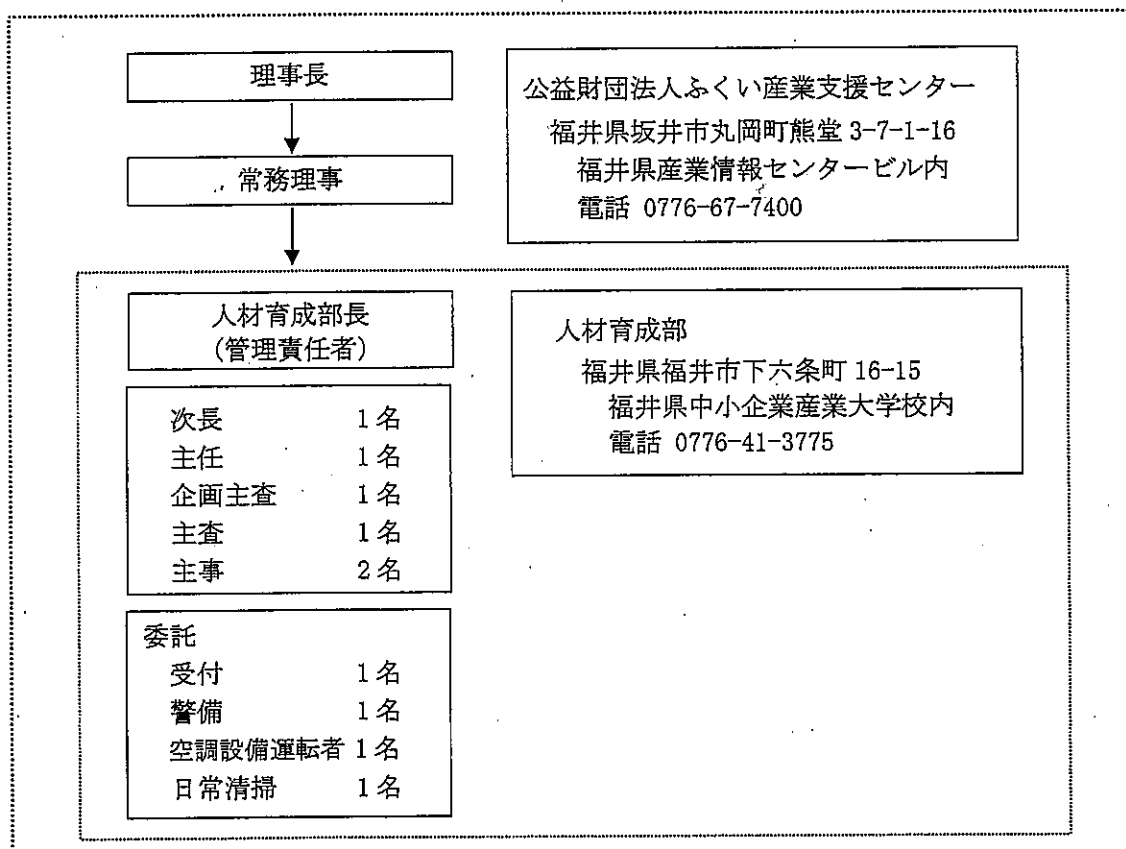 理事長
常務理事
公益財団法人ふくい産業支援センター
福井県坂井市丸岡町熊堂 3-7-1-16
福井県産業情報センタービル内
電話 0776-67-7400
人材育成部長
(管理責任者)
次長 1名
主任 1名
企画主査 1名
主査 1名
主事 2名
委託
受付 1名
警備 1名
空調設備運転者 1名
日常清掃 1名
人材育成部
福井県福井市下六条町 16-15
福井県中小企業産業大学校内
電話 0776-41-3775